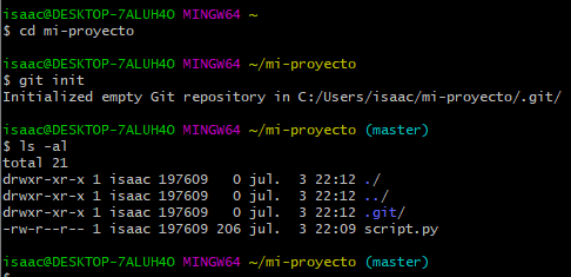 isaac@DESKTOP-7ALUH4O MINGW64 ~
$ cd mi-proyecto
isaac@DESKTOP-7ALUH4O MINGW64 ~/mi-proyecto
$ git init
Initialized empty Git repository in C:/Users/isaac/mi-proyecto/.git/
isaac@DESKTOP-7ALUH4O MINGW64 ~/mi-proyecto (master)
$ ls -al
total 21
drwxr-xr-x 1 isaac 197609   0 jul.  3 22:12 ./
drwxr-xr-x 1 isaac 197609   0 jul.  3 22:12 ../
drwxr-xr-x 1 isaac 197609   0 jul.  3 22:12 .git/
-rw-r--r-- 1 isaac 197609 206 jul.  3 22:09 script.py
isaac@DESKTOP-7ALUH4O MINGW64 ~/mi-proyecto (master)